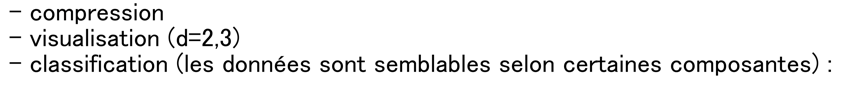 − compression
− visualisation (d=2,3)
− classification (les données sont semblables selon certaines composantes) :